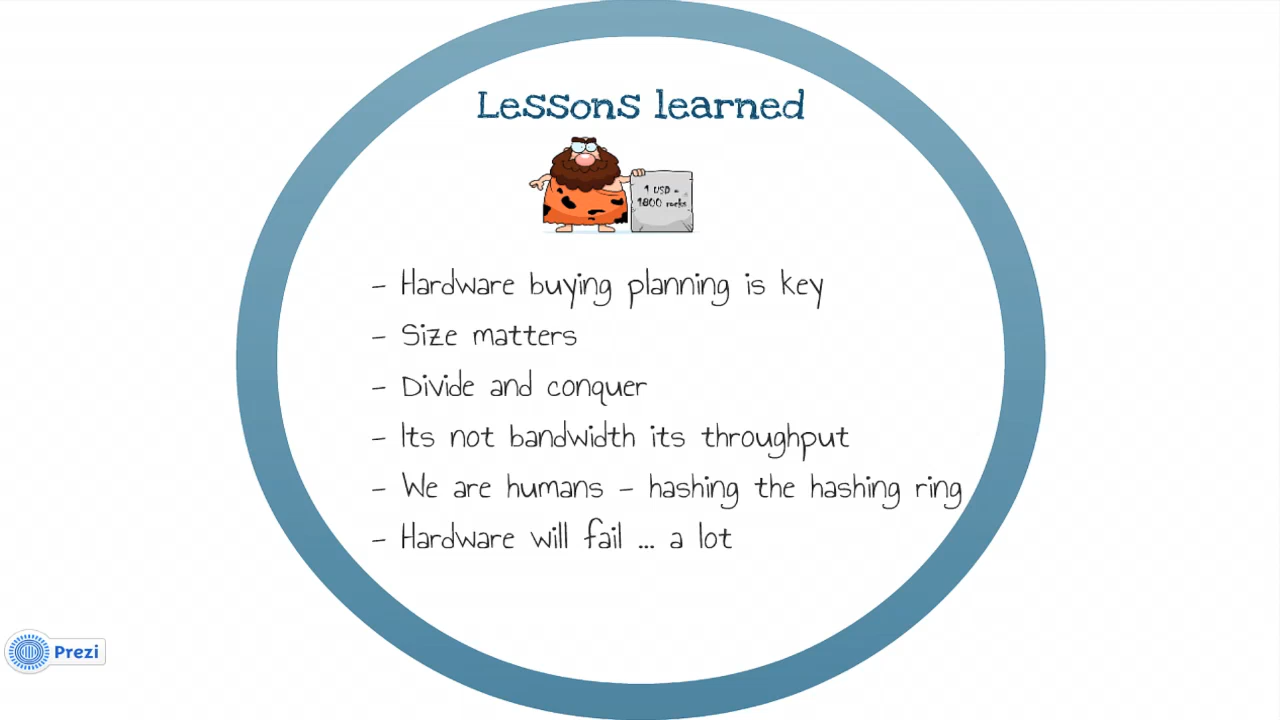 Lessons learned
1 USD =
1800 rocks
- Hardware buying planning is key
- Size matters
- Divide and conquer
- Its not bandwidth its throughput
- We are humans - hashing the hashing ring
- Hardware will fail ... a lot
Prezi